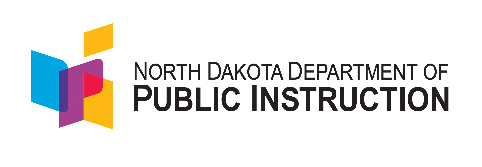 NORTH DAKOTA DEPARTMENT OF
PUBLIC INSTRUCTION